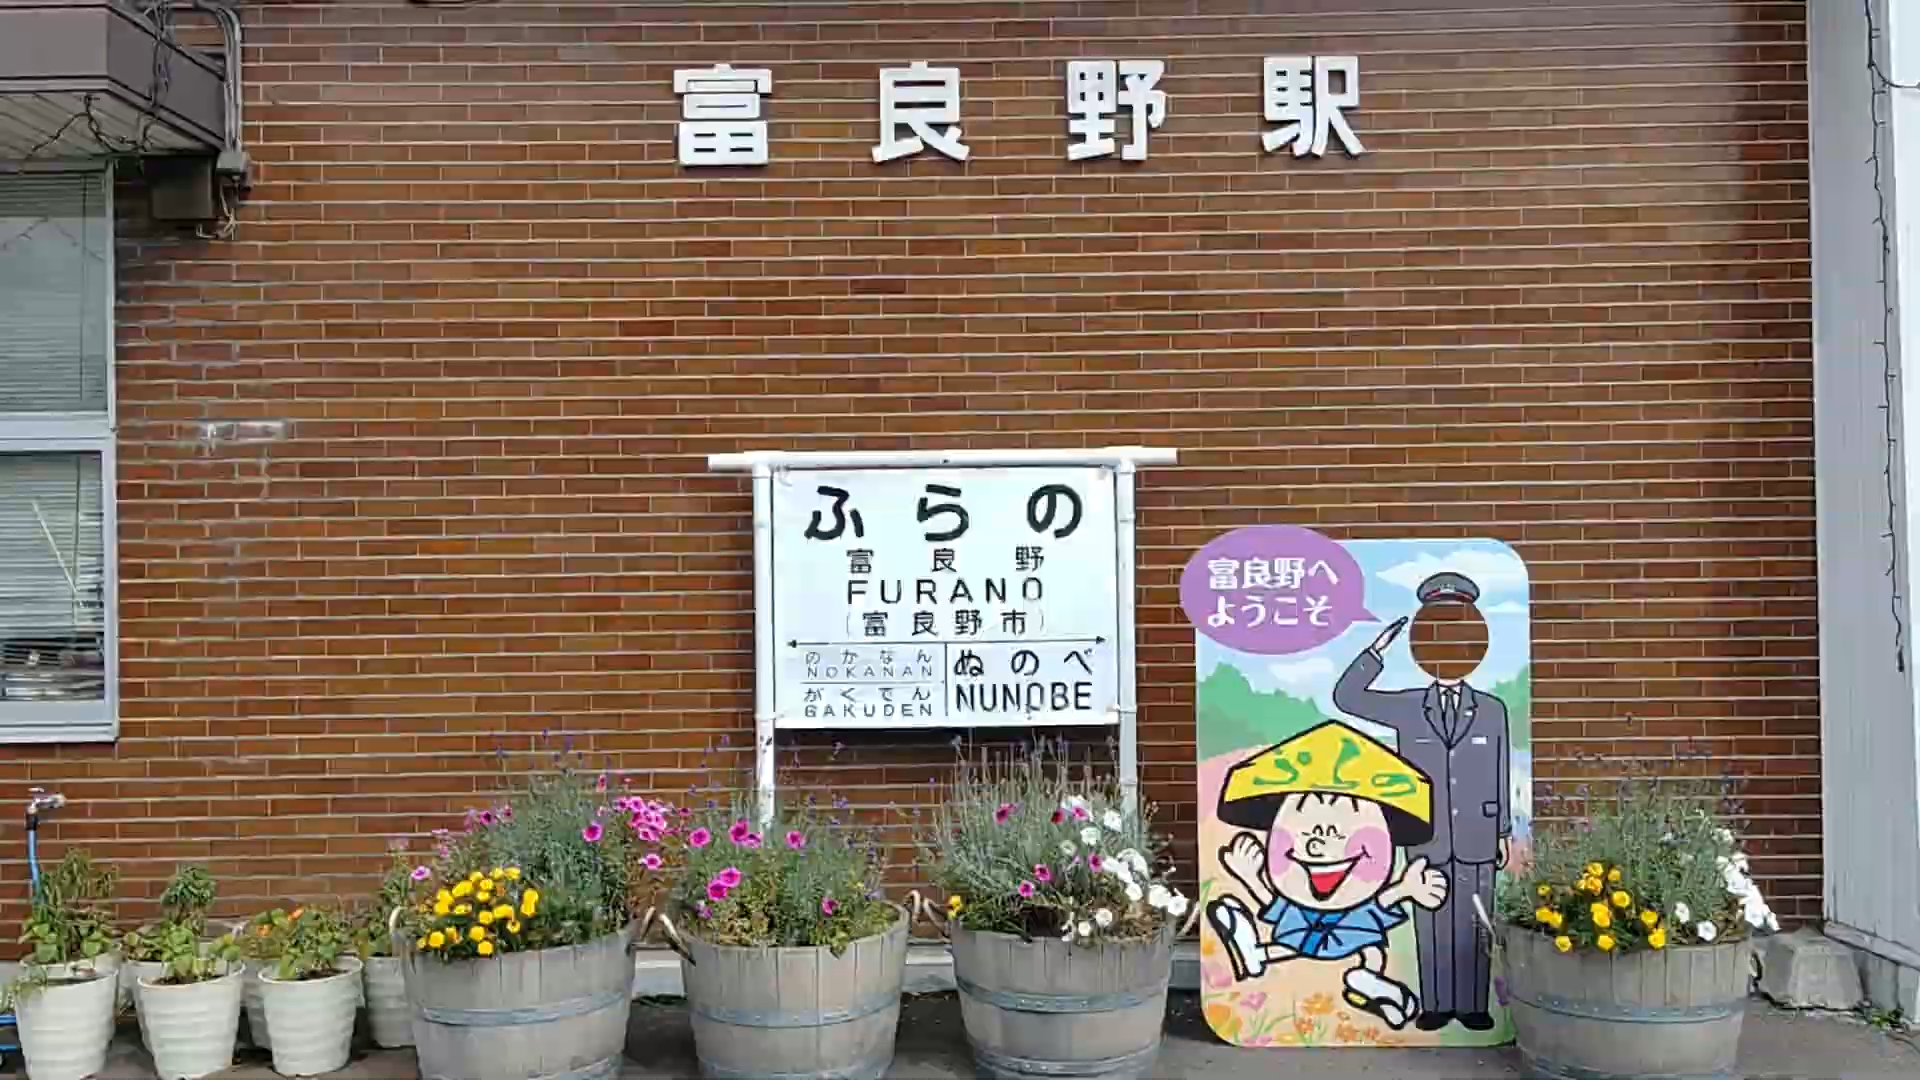 富良野駅
ふらの
富良野
FURANO
(富良野市)
のかなん
NOKANAN
がくでん
GAKUDEN
ぬのべ
NUNOBE
富良野へ
ようこそ
ふらの